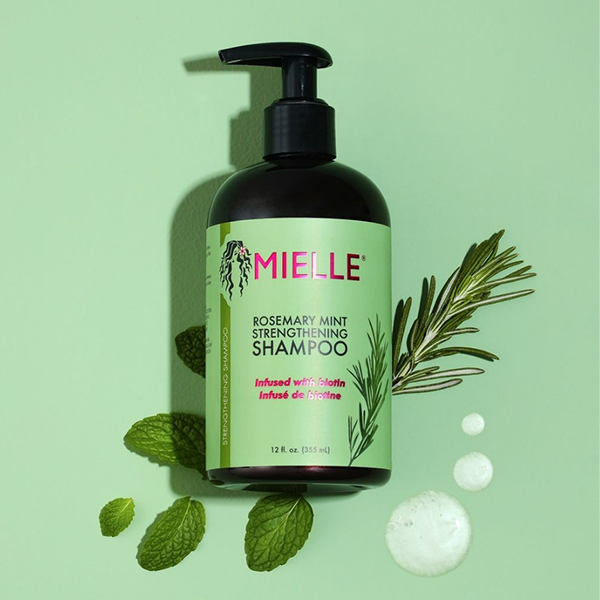 MIELLE®
ROSEMARY MINT
STRENGTHENING
SHAMPOO
Infused with biotin
Infusé de biotine
12 fl. oz. (355 mL)
STRENGTHENING SHAMPOO